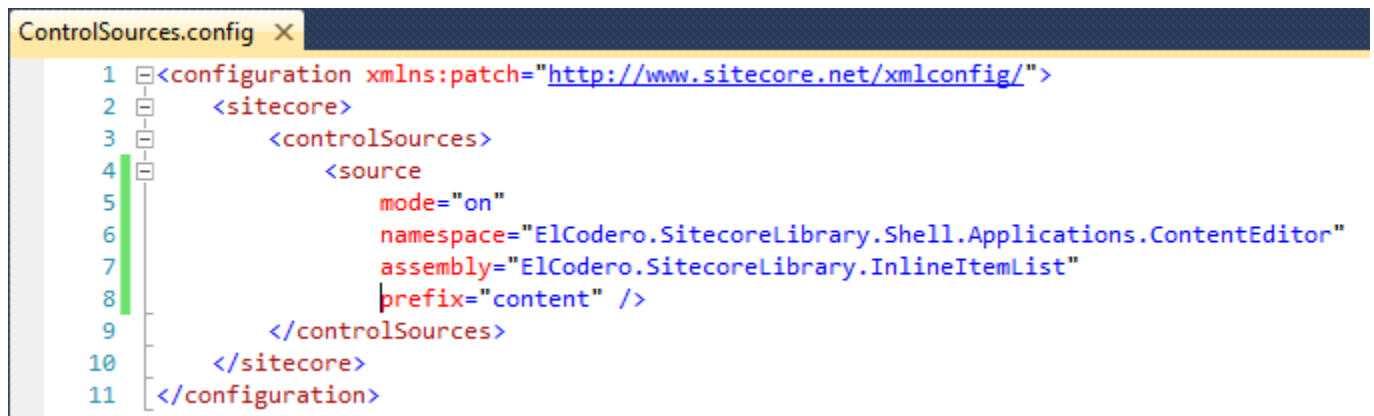 ControlSources.config
1 <configuration xmlns:patch="http://www.sitecore.net/xmlconfig/">
2 <sitecore>
3 <controlSources>
4 <source
5 mode="on"
6 namespace="ElCodero.SitecoreLibrary.Shell.Applications.ContentEditor"
7 assembly="ElCodero.SitecoreLibrary.InlineItemList"
8 prefix="content" />
9 </controlSources>
10 </sitecore>
11 </configuration>